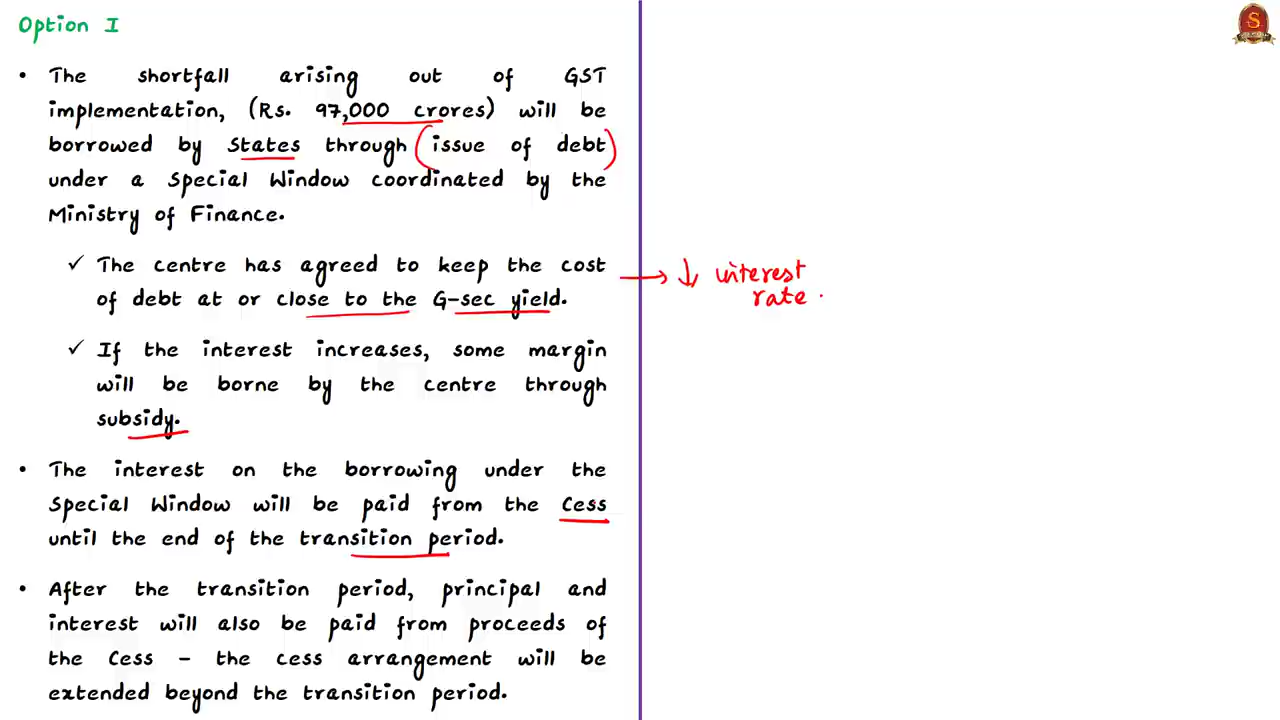 Option I
• The shortfall arising out of GST
implementation, (Rs. 97,000 crores) will be
borrowed by States through (issue of debt)
under a Special Window coordinated by the
Ministry of Finance.
✓ The centre has agreed to keep the cost
of debt at or close to the G-sec yield.
→ ↓ interest
rate.
✓ If the interest increases, some margin
will be borne by the centre through
subsidy.
• The interest on the borrowing under the
Special Window will be paid from the Cess
until the end of the transition period.
• After the transition period, principal and
interest will also be paid from proceeds of
the Cess – the cess arrangement will be
extended beyond the transition period.
S